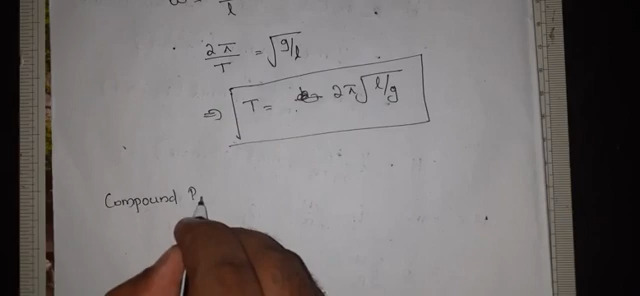 l
2π/T = √g/l
⇒ T = 2π√l/g
Compound P